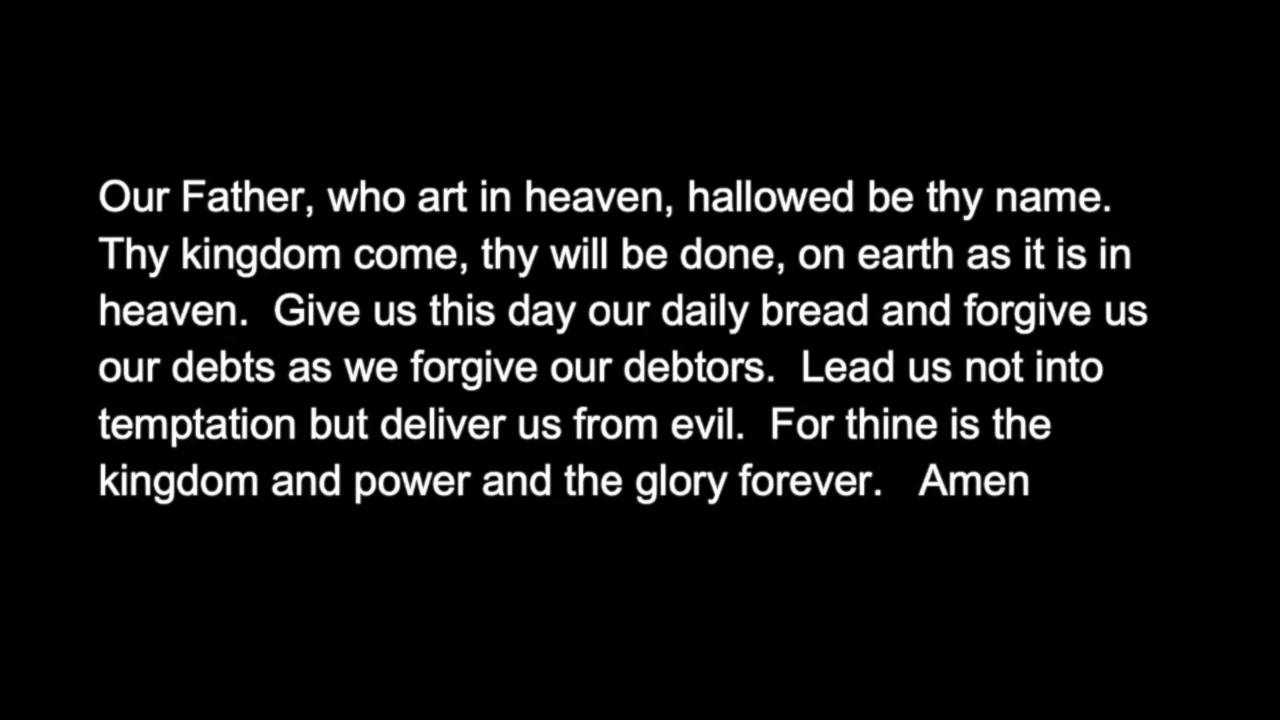 Our Father, who art in heaven, hallowed be thy name.
Thy kingdom come, thy will be done, on earth as it is in
heaven.  Give us this day our daily bread and forgive us
our debts as we forgive our debtors.  Lead us not into
temptation but deliver us from evil.  For thine is the
kingdom and power and the glory forever.   Amen